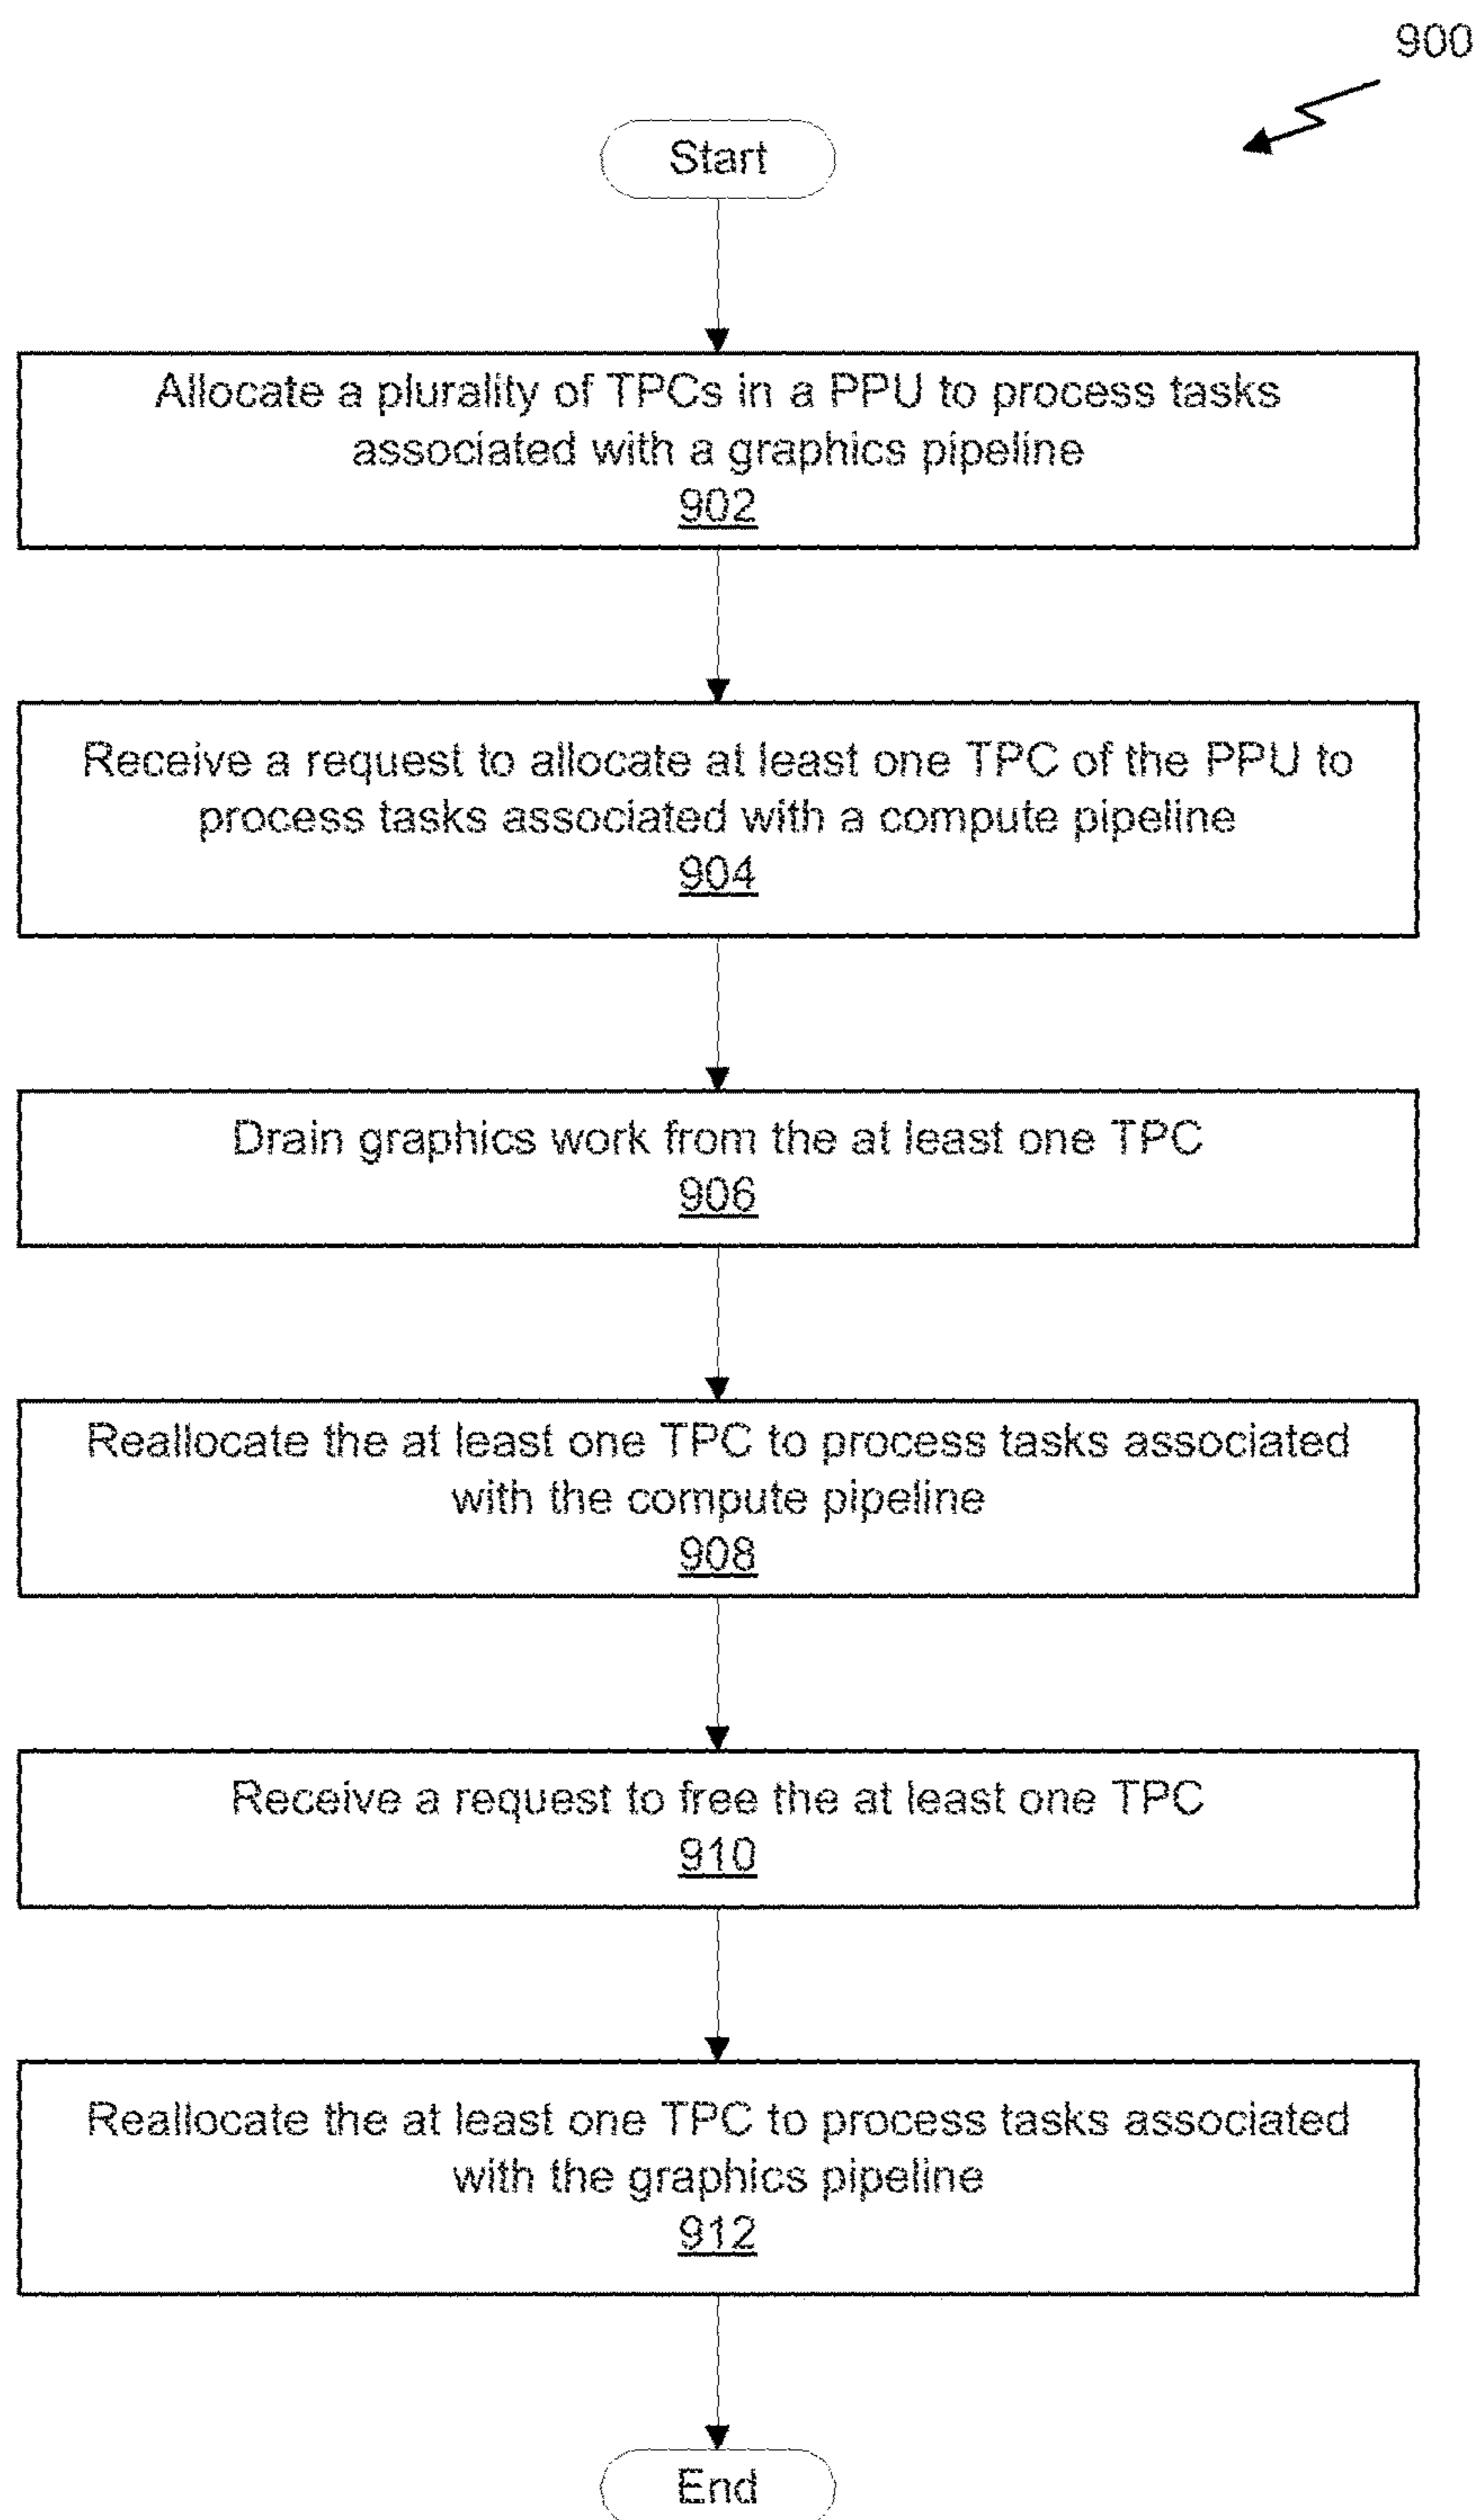 900
Start
Allocate a plurality of TPCs in a PPU to process tasks
associated with a graphics pipeline
902
Receive a request to allocate at least one TPC of the PPU to
process tasks associated with a compute pipeline
904
Drain graphics work from the at least one TPC
906
Reallocate the at least one TPC to process tasks associated
with the compute pipeline
908
Receive a request to free the at least one TPC
910
Reallocate the at least one TPC to process tasks associated
with the graphics pipeline
912
End